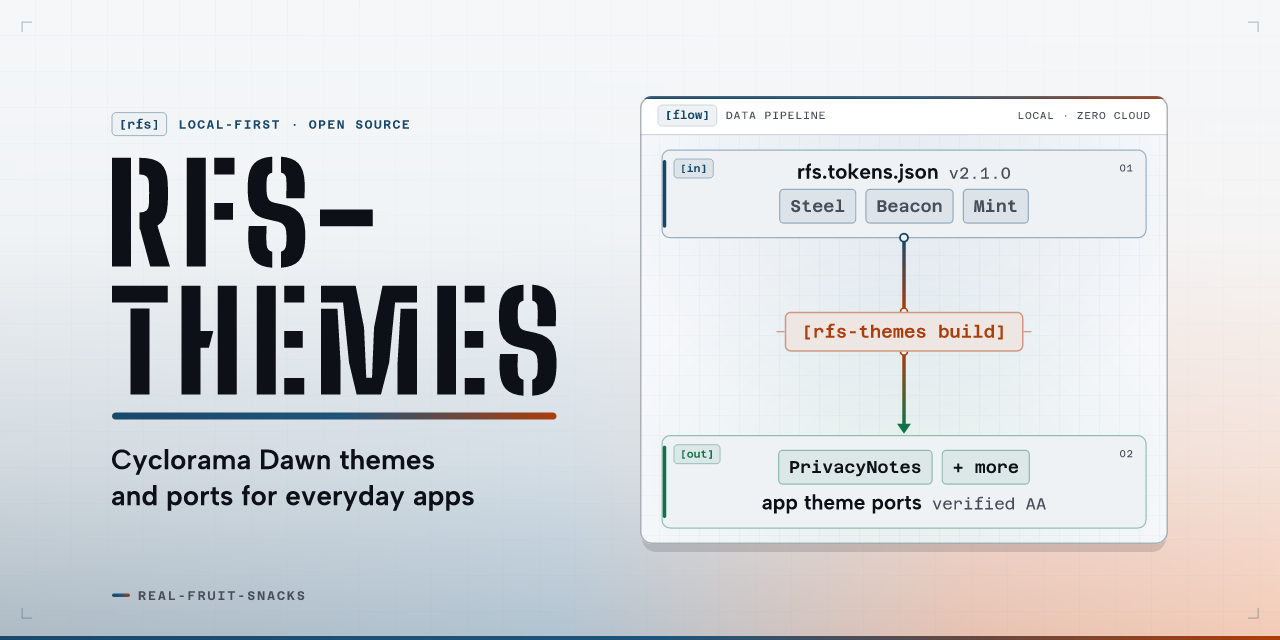 [rfs] LOCAL-FIRST · OPEN SOURCE
RFS-
THEMES
Cyclorama Dawn themes
and ports for everyday apps
REAL-FRUIT-SNACKS
[flow] DATA PIPELINE LOCAL · ZERO CLOUD
[in] rfs.tokens.json v2.1.0 01
Steel Beacon Mint
[rfs-themes build]
[out] PrivacyNotes + more 02
app theme ports verified AA